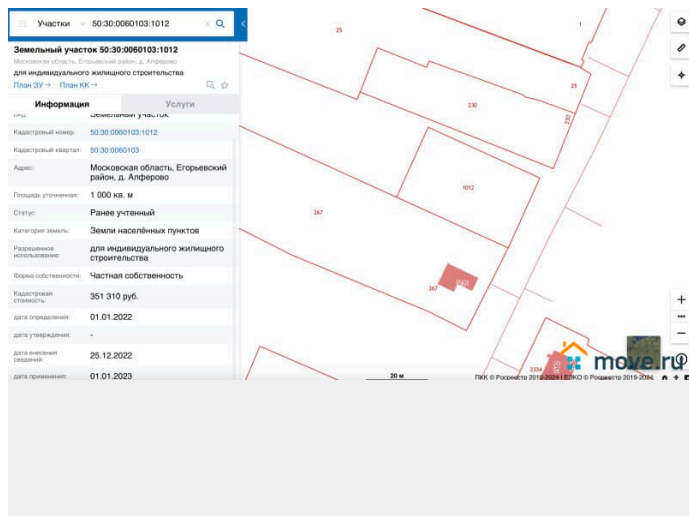 Участки 50:30:0060103:1012
Земельный участок 50:30:0060103:1012
Московская область, Егорьевский район, д. Алферово
для индивидуального жилищного строительства
План ЗУ → План КК →
Информация Услуги
Земельный участок
Кадастровый номер: 50:30:0060103:1012
Кадастровый квартал: 50:30:0060103
Адрес: Московская область, Егорьевский
район, д. Алферово
Площадь уточненная: 1 000 кв. м
Статус: Ранее учтенный
Категория земель: Земли населённых пунктов
Разрешенное
использование: для индивидуального жилищного
строительства
Форма собственности: Частная собственность
Кадастровая
стоимость: 351 310 руб.
дата определения: 01.01.2022
дата утверждения: -
дата внесения
сведений: 25.12.2022
дата применения: 01.01.2023
1
25
25
230
230
1012
267
267
2334
20 м
move.ru
ПКК © Росреестр 2010-2024 | ЕЭКО © Росреестр 2019-2024